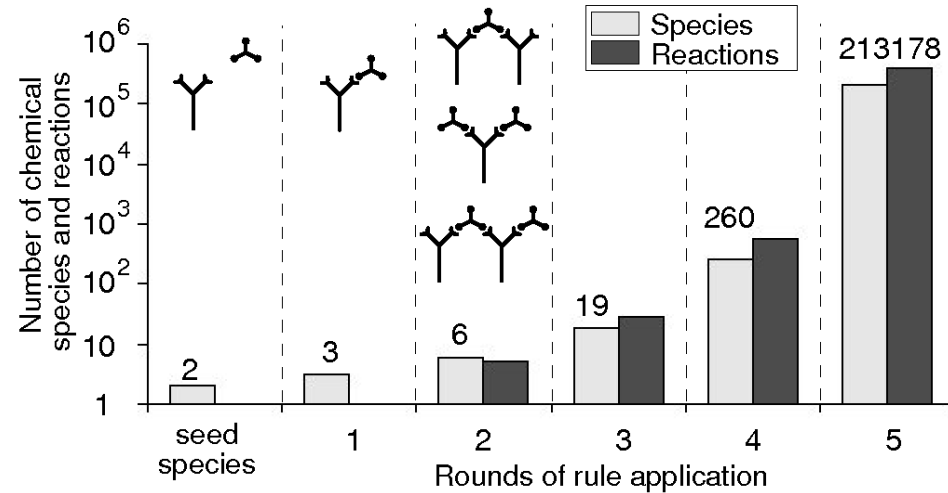 Number of chemical
species and reactions
10^6
10^5
10^4
10^3
10^2
10
1
Species
Reactions
2
3
6
19
260
213178
seed
species
1
2
3
4
5
Rounds of rule application